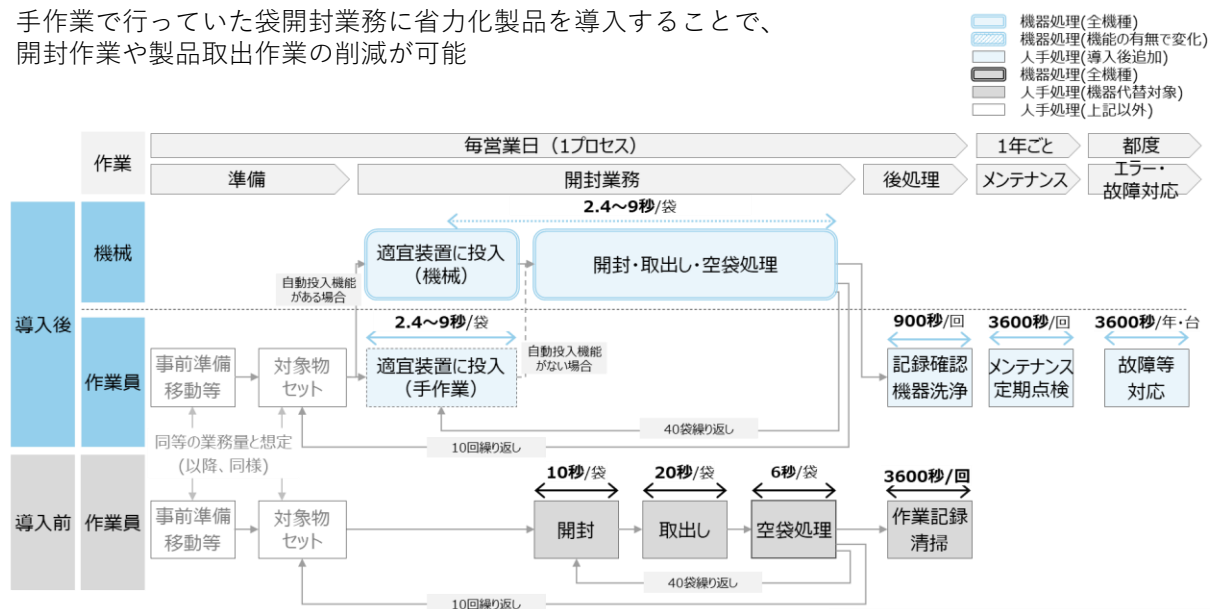 手作業で行っていた袋開封業務に省力化製品を導入することで、
開封作業や製品取出作業の削減が可能
機器処理(全機種)
機器処理(機能の有無で変化)
人手処理(導入後追加)
機器処理(全機種)
人手処理(機器代替対象)
人手処理(上記以外)
作業
毎営業日（1プロセス）
1年ごと
都度
準備
開封業務
後処理
メンテナンス
エラー・
故障対応
導入後
機械
2.4～9秒/袋
適宜装置に投入
(機械)
開封・取出し・空袋処理
自動投入機能
がある場合
作業員
2.4～9秒/袋
900秒/回
3600秒/回
3600秒/年・台
事前準備
移動等
対象物
セット
適宜装置に投入
(手作業)
自動投入機能
がない場合
記録確認
機器洗浄
メンテナンス
定期点検
故障等
対応
40袋繰り返し
10回繰り返し
同等の業務量と想定
(以降、同様)
導入前
作業員
10秒/袋
20秒/袋
6秒/袋
3600秒/回
事前準備
移動等
対象物
セット
開封
取出し
空袋処理
作業記録
清掃
40袋繰り返し
10回繰り返し